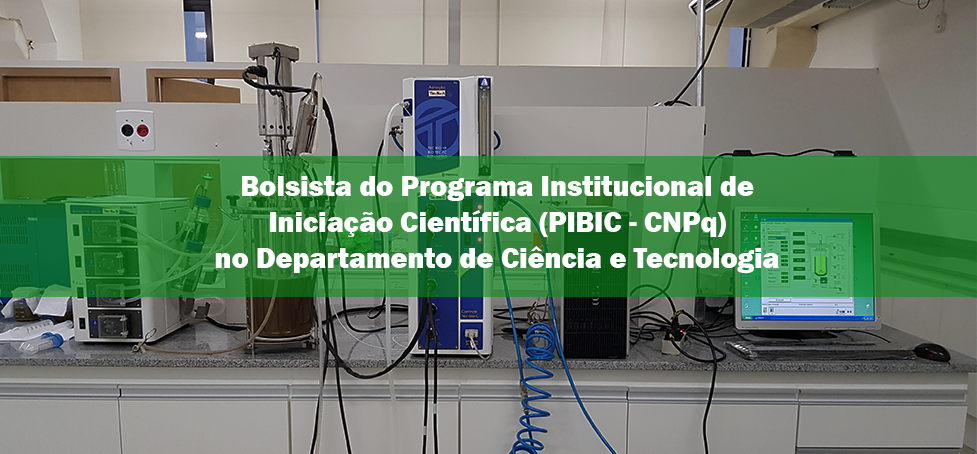 Bolsista do Programa Institucional de
Iniciação Científica (PIBIC - CNPq)
no Departamento de Ciência e Tecnologia